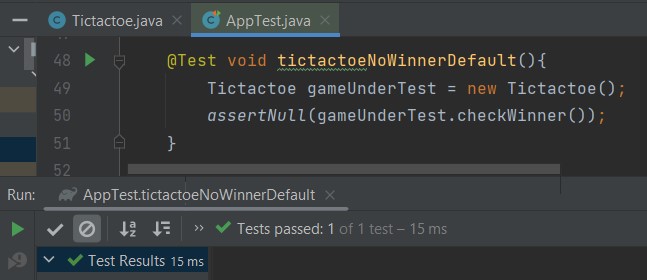 Tictactoe.java AppTest.java
48 @Test void tictactoeNoWinnerDefault(){
49 Tictactoe gameUnderTest = new Tictactoe();
50 assertNull(gameUnderTest.checkWinner());
51 }
52
Run: AppTest.tictactoeNoWinnerDefault
Tests passed: 1 of 1 test – 15 ms
Test Results 15 ms